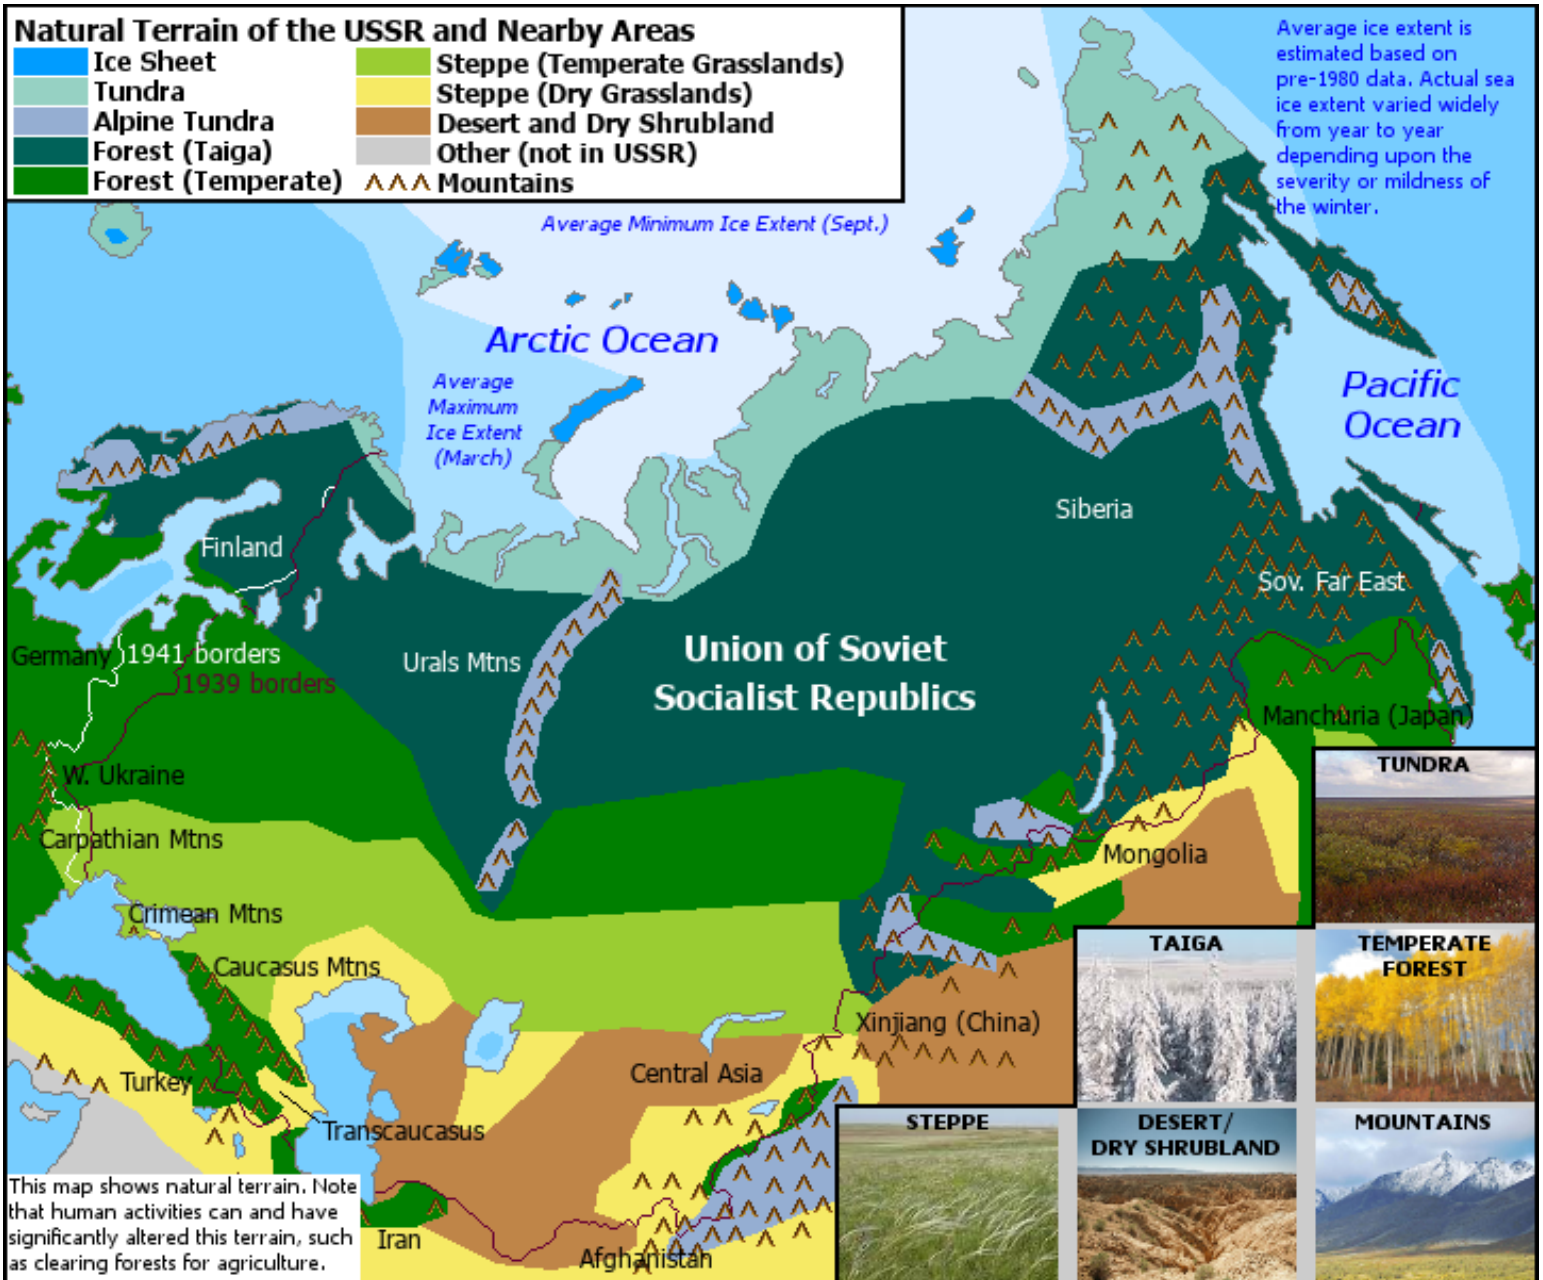 Natural Terrain of the USSR and Nearby Areas
Ice Sheet
Tundra
Alpine Tundra
Forest (Taiga)
Forest (Temperate)
Steppe (Temperate Grasslands)
Steppe (Dry Grasslands)
Desert and Dry Shrubland
Other (not in USSR)
Mountains
Average ice extent is
estimated based on
pre-1980 data. Actual sea
ice extent varied widely
from year to year
depending upon the
severity or mildness of
the winter.
Average Minimum Ice Extent (Sept.)
Arctic Ocean
Average
Maximum
Ice Extent
(March)
Pacific
Ocean
Siberia
Finland
Sov. Far East
Germany
1941 borders
1939 borders
Urals Mtns
Union of Soviet
Socialist Republics
Manchuria (Japan)
W. Ukraine
Carpathian Mtns
Mongolia
Crimean Mtns
Caucasus Mtns
Xinjiang (China)
Central Asia
Turkey
Transcaucasus
Iran
Afghanistan
TUNDRA
TAIGA
TEMPERATE
FOREST
STEPPE
DESERT/
DRY SHRUBLAND
MOUNTAINS
This map shows natural terrain. Note
that human activities can and have
significantly altered this terrain, such
as clearing forests for agriculture.